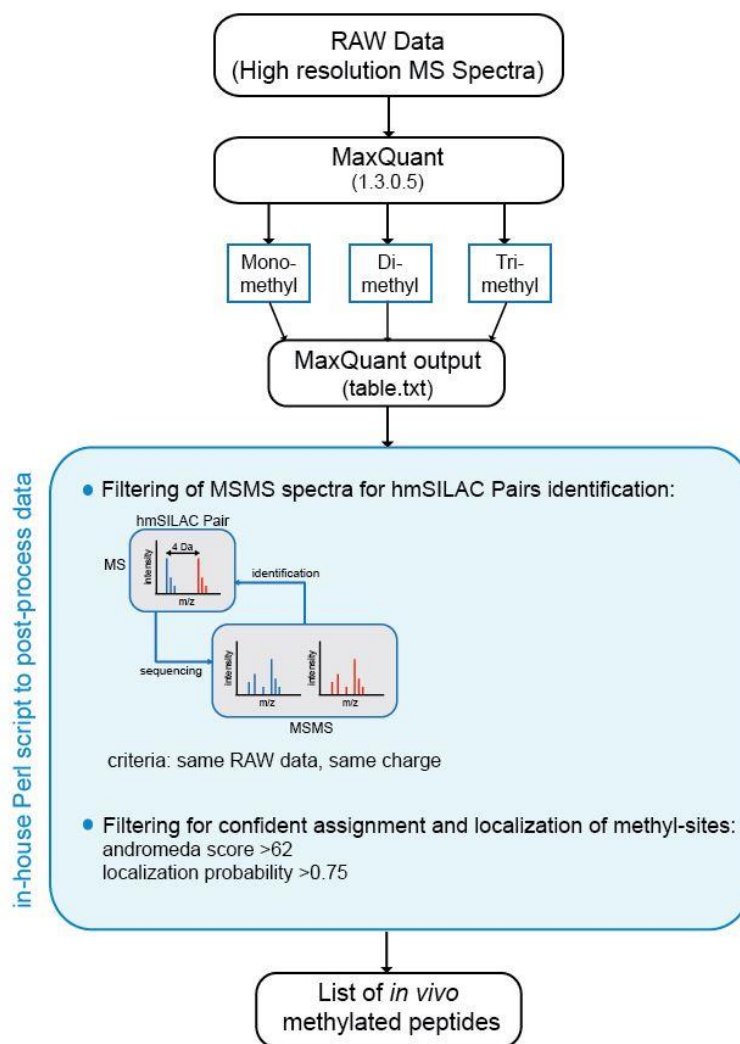 RAW Data
(High resolution MS Spectra)
MaxQuant
(1.3.0.5)
Mono-
methyl
Di-
methyl
Tri-
methyl
MaxQuant output
(table.txt)
in-house Perl script to post-process data
Filtering of MSMS spectra for hmSILAC Pairs identification:
hmSILAC Pair
MS
intensity
4 Da
m/z
identification
sequencing
intensity
m/z
intensity
m/z
MSMS
criteria: same RAW data, same charge
Filtering for confident assignment and localization of methyl-sites:
andromeda score >62
localization probability >0.75
List of in vivo
methylated peptides